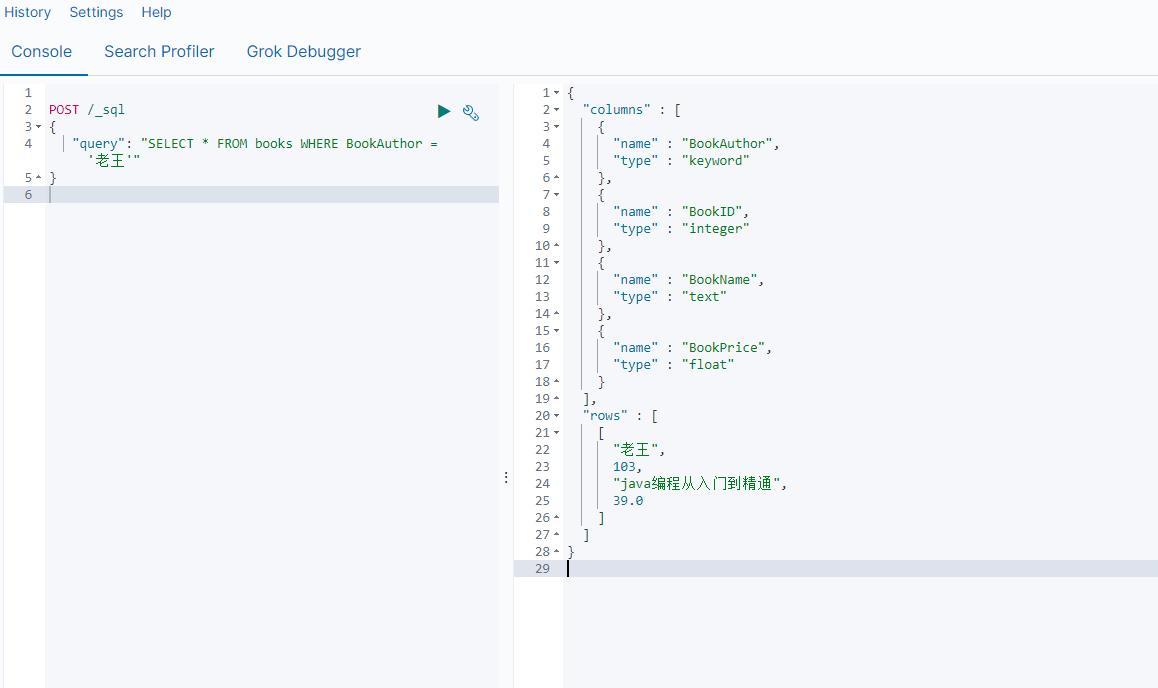 History Settings Help
Console Search Profiler Grok Debugger
1
2 POST /_sql
3 {
4 "query": "SELECT * FROM books WHERE BookAuthor =
'老王'"
5 }
6
1 {
2 "columns" : [
3 {
4 "name" : "BookAuthor",
5 "type" : "keyword"
6 },
7 {
8 "name" : "BookID",
9 "type" : "integer"
10 },
11 {
12 "name" : "BookName",
13 "type" : "text"
14 },
15 {
16 "name" : "BookPrice",
17 "type" : "float"
18 }
19 ],
20 "rows" : [
21 [
22 "老王",
23 103,
24 "java编程从入门到精通",
25 39.0
26 ]
27 ]
28 }
29